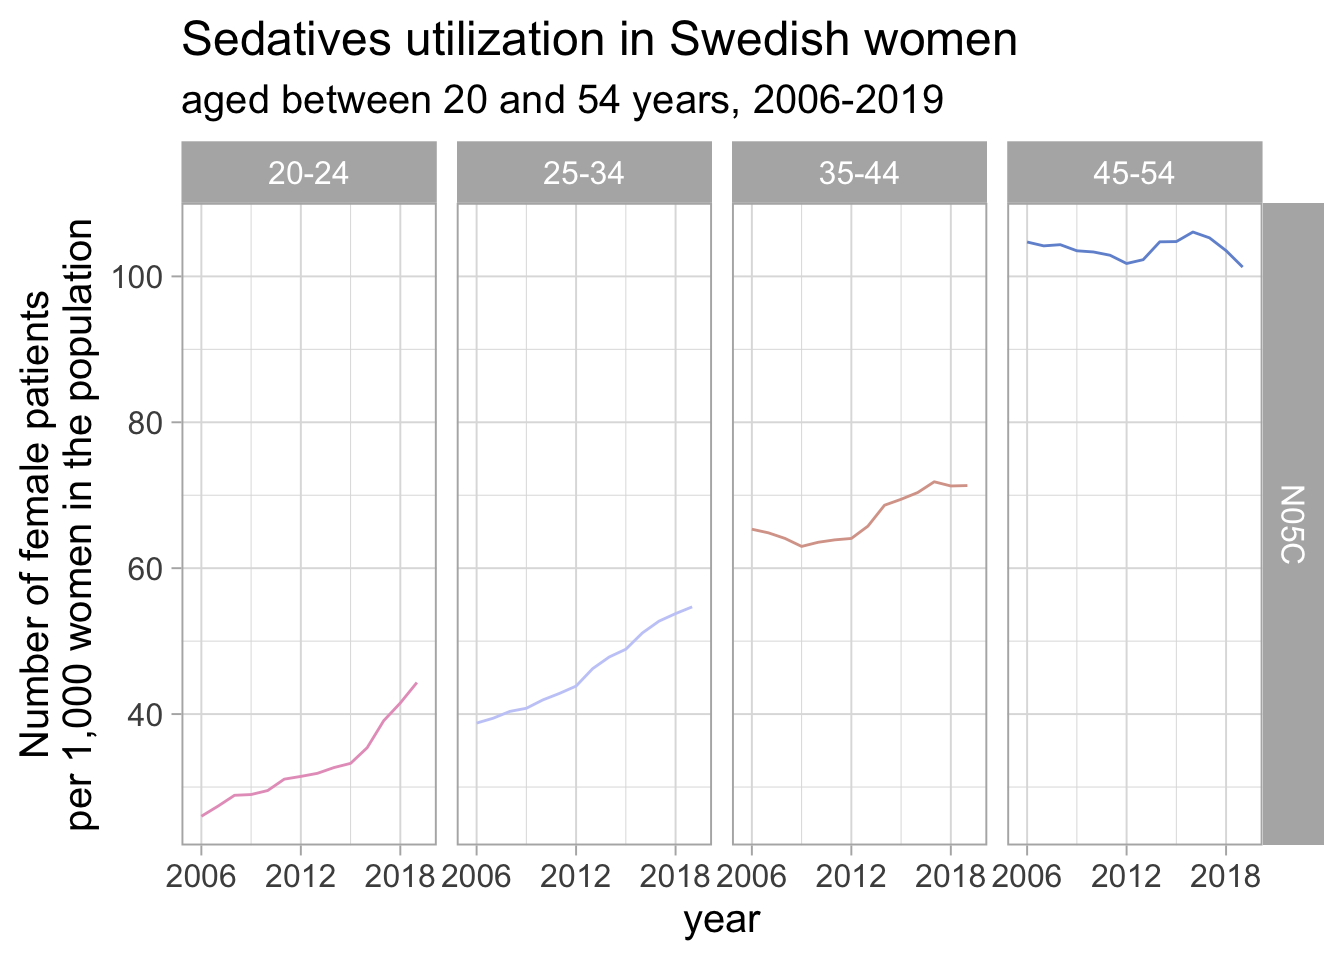 Sedatives utilization in Swedish women
aged between 20 and 54 years, 2006-2019
20-24
25-34
35-44
45-54
Number of female patients
per 1,000 women in the population
100
80
60
40
N05C
2006 2012 2018
2006 2012 2018
2006 2012 2018
2006 2012 2018
year